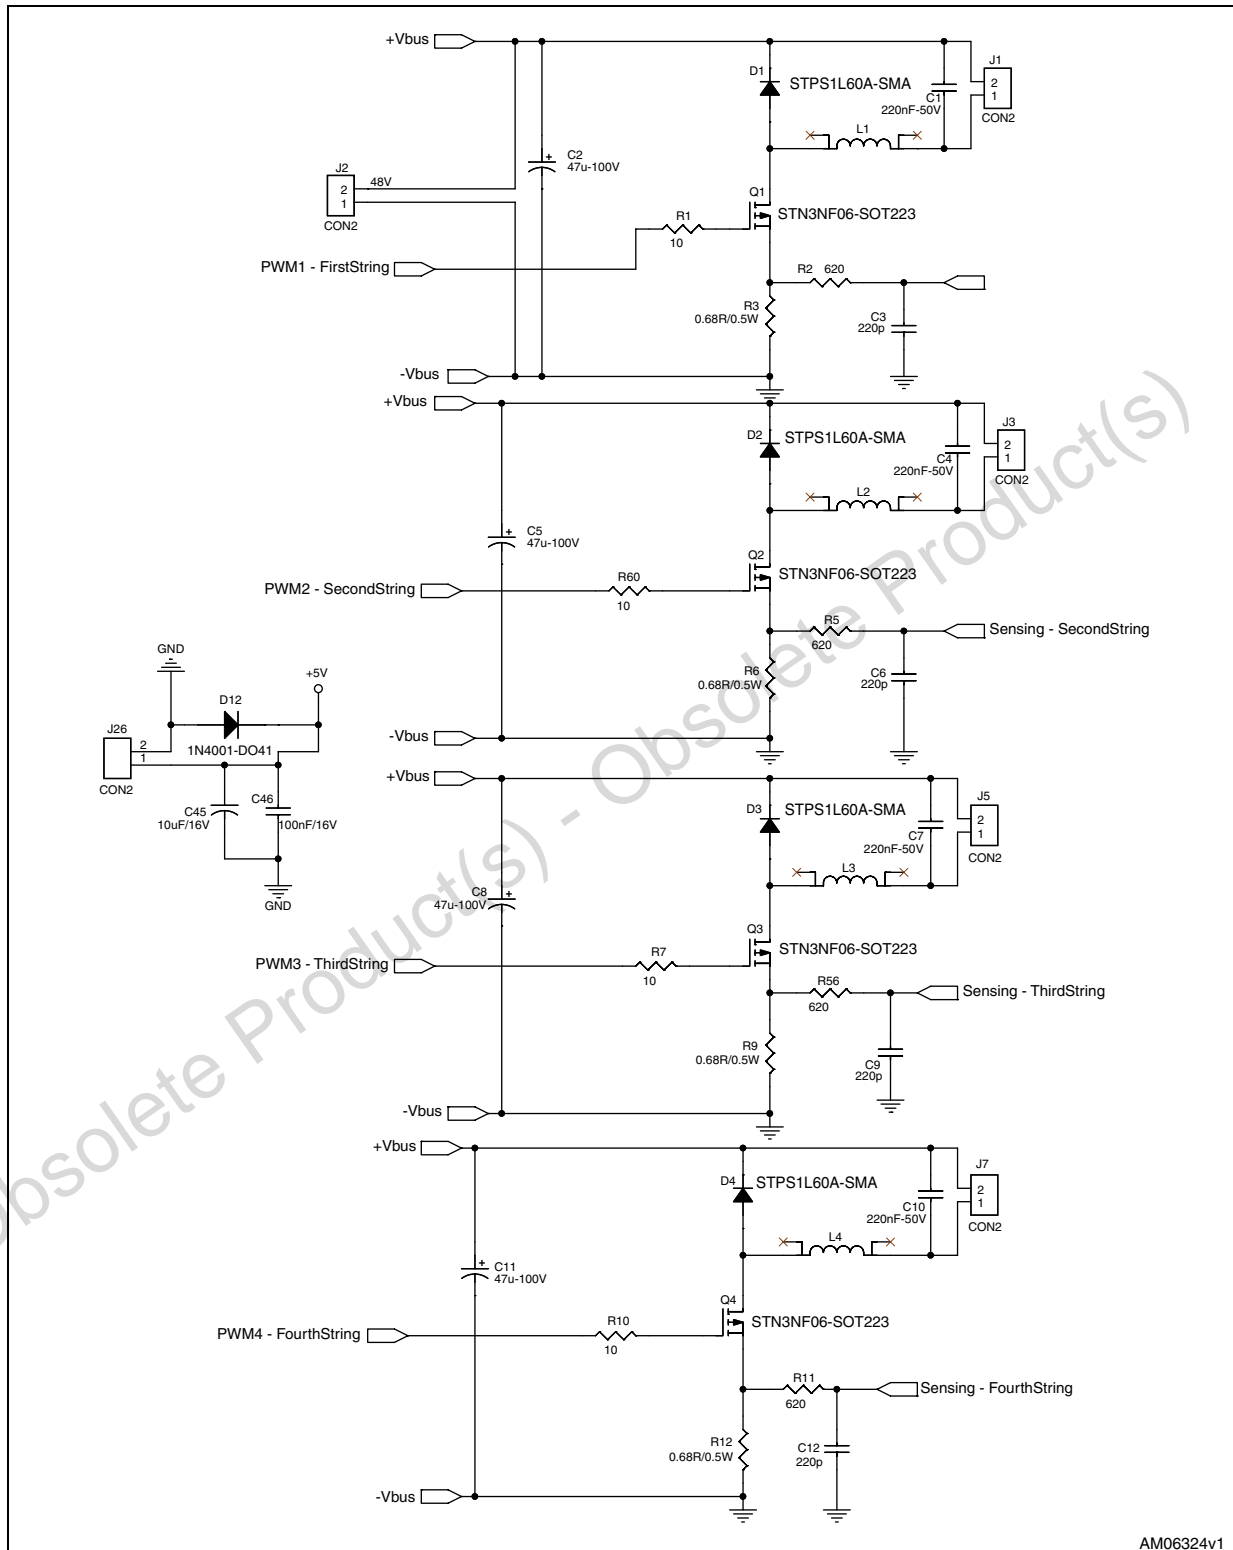 +Vbus
D1
STPS1L60A-SMA
C1
220nF-50V
J1
2
1
CON2
L1
C2
47u-100V
J2
48V
2
1
CON2
Q1
STN3NF06-SOT223
R1
10
PWM1 - FirstString
R2 620
R3
0.68R/0.5W
C3
220p
-Vbus
+Vbus
D2
STPS1L60A-SMA
C4
220nF-50V
J3
2
1
CON2
L2
C5
47u-100V
Q2
STN3NF06-SOT223
PWM2 - SecondString
R60
10
R5
620
Sensing - SecondString
R6
0.68R/0.5W
C6
220p
-Vbus
GND
+5V
D12
1N4001-DO41
J26
2
1
CON2
C45
10uF/16V
C46
100nF/16V
GND
+Vbus
D3
STPS1L60A-SMA
C7
220nF-50V
J5
2
1
CON2
L3
C8
47u-100V
Q3
STN3NF06-SOT223
PWM3 - ThirdString
R7
10
R56
620
Sensing - ThirdString
R9
0.68R/0.5W
C9
220p
-Vbus
+Vbus
D4
STPS1L60A-SMA
C10
220nF-50V
J7
2
1
CON2
L4
C11
47u-100V
Q4
STN3NF06-SOT223
PWM4 - FourthString
R10
10
R11
620
Sensing - FourthString
R12
0.68R/0.5W
C12
220p
-Vbus
AM06324v1
Obsolete Product(s) - Obsolete Product(s)